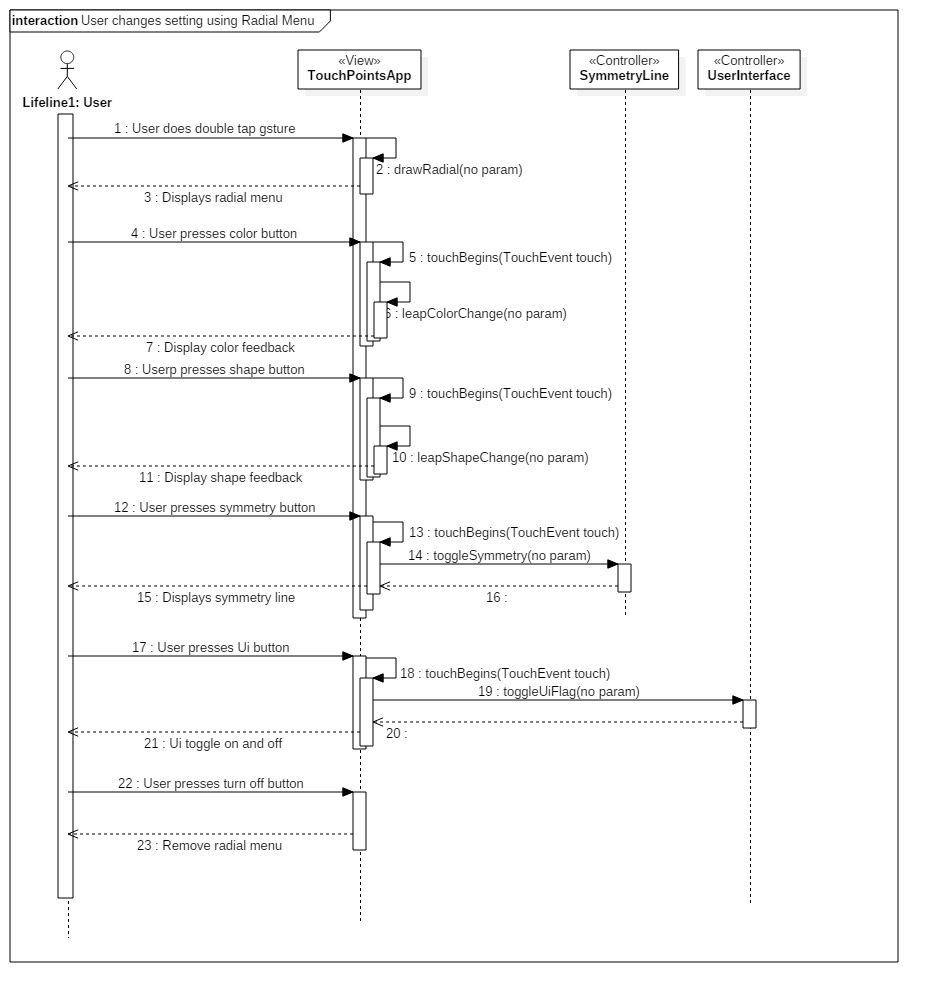 interaction User changes setting using Radial Menu
«View»
TouchPointsApp
«Controller»
SymmetryLine
«Controller»
UserInterface
Lifeline1: User
1 : User does double tap gsture
2 : drawRadial(no param)
3 : Displays radial menu
4 : User presses color button
5 : touchBegins(TouchEvent touch)
6 : leapColorChange(no param)
7 : Display color feedback
8 : Userp presses shape button
9 : touchBegins(TouchEvent touch)
10 : leapShapeChange(no param)
11 : Display shape feedback
12 : User presses symmetry button
13 : touchBegins(TouchEvent touch)
14 : toggleSymmetry(no param)
15 : Displays symmetry line
16 :
17 : User presses Ui button
18 : touchBegins(TouchEvent touch)
19 : toggleUiFlag(no param)
20 :
21 : Ui toggle on and off
22 : User presses turn off button
23 : Remove radial menu